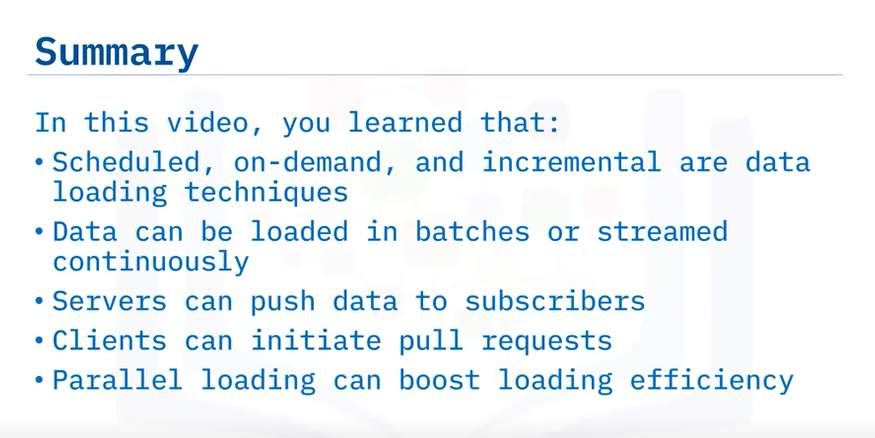 Summary
In this video, you learned that:
• Scheduled, on-demand, and incremental are data
loading techniques
• Data can be loaded in batches or streamed
continuously
• Servers can push data to subscribers
• Clients can initiate pull requests
• Parallel loading can boost loading efficiency